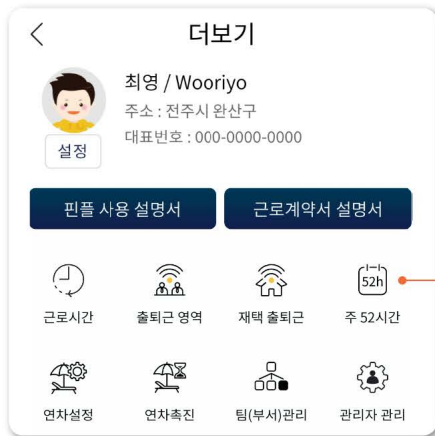 더보기
최영 / Wooriyo
주소 : 전주시 완산구
대표번호 : 000-0000-0000
설정
핀플 사용 설명서 근로계약서 설명서
52h
근로시간 출퇴근 영역 재택 출퇴근 주 52시간
연차설정 연차촉진 팀(부서)관리 관리자 관리